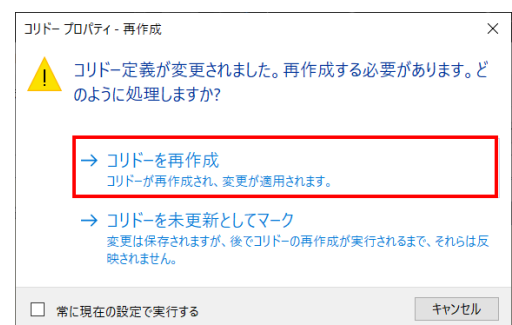 コリドー プロパティ - 再作成
コリドー定義が変更されました。再作成する必要があります。ど
のように処理しますか?
→ コリドーを再作成
コリドーが再作成され、変更が適用されます。
→ コリドーを未更新としてマーク
変更は保存されますが、後でコリドーの再作成が実行されるまで、それらは反
映されません。
常に現在の設定で実行する
キャンセル